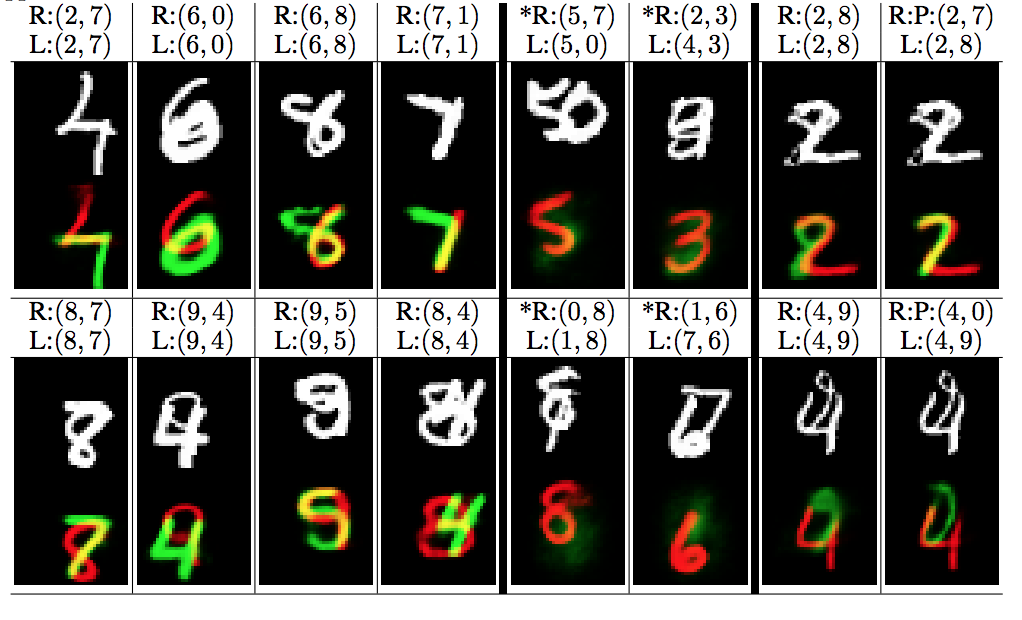 R:(2, 7) R:(6, 0) R:(6, 8) R:(7, 1) *R:(5, 7) *R:(2, 3) R:(2, 8) R:P:(2, 7)
L:(2, 7) L:(6, 0) L:(6, 8) L:(7, 1) L:(5, 0) L:(4, 3) L:(2, 8) L:(2, 8)
R:(8, 7) R:(9, 4) R:(9, 5) R:(8, 4) *R:(0, 8) *R:(1, 6) R:(4, 9) R:P:(4, 0)
L:(8, 7) L:(9, 4) L:(9, 5) L:(8, 4) L:(1, 8) L:(7, 6) L:(4, 9) L:(4, 9)